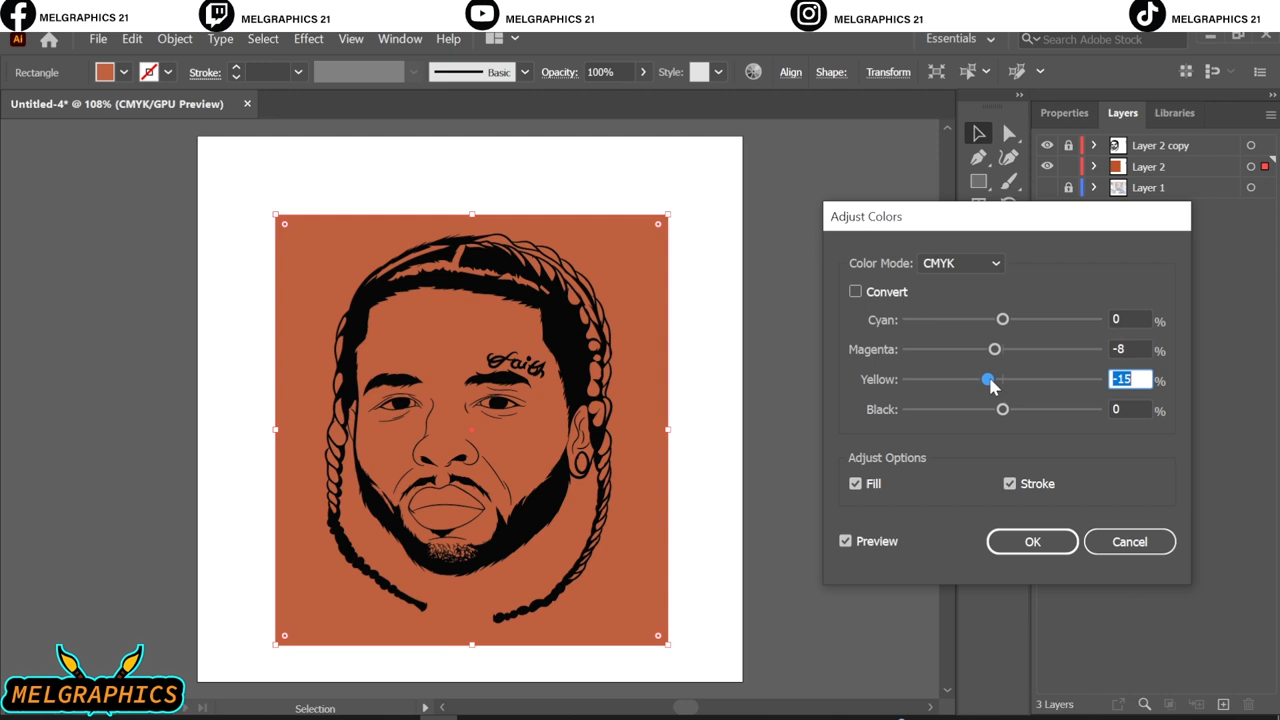 MELGRAPHICS 21 MELGRAPHICS 21 MELGRAPHICS 21 MELGRAPHICS 21 MELGRAPHICS 21
Ai File Edit Object Type Select Effect View Window Help Essentials Search Adobe Stock
Rectangle Stroke: Basic Opacity: 100% Style: Align Shape: Transform
Untitled-4* @ 108% (CMYK/GPU Preview) ×
Properties Layers Libraries
Layer 2 copy
Layer 2
Layer 1
Adjust Colors
Color Mode: CMYK
Convert
Cyan: 0 %
Magenta: -8 %
Yellow: -15 %
Black: 0 %
Adjust Options
Fill Stroke
Preview OK Cancel
Faith
MELGRAPHICS
Selection
3 Layers